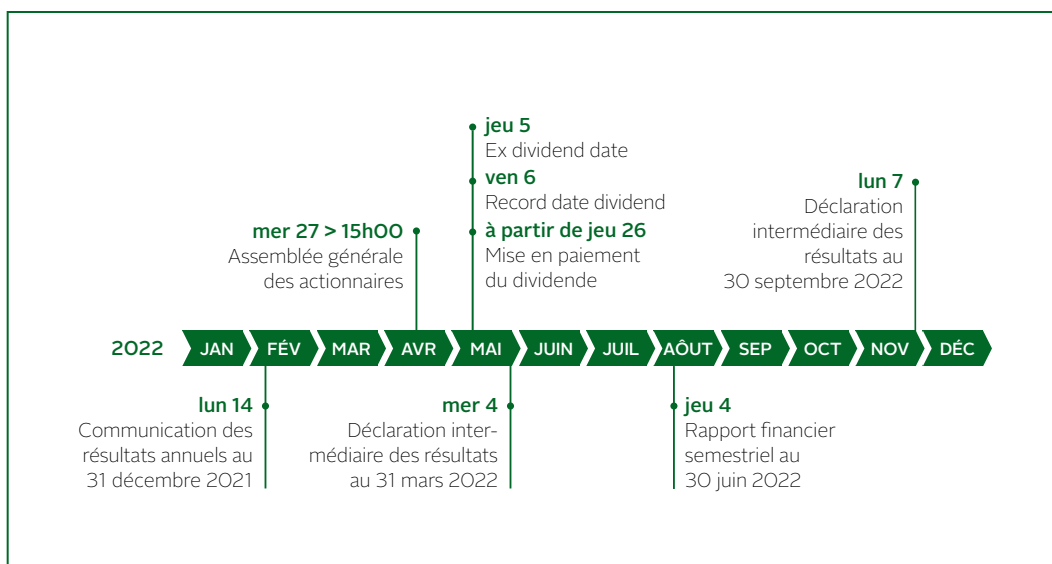 jeu 5
Ex dividend date
ven 6
Record date dividend
à partir de jeu 26
Mise en paiement
du dividende
lun 7
Déclaration
intermédiaire des
résultats au
30 septembre 2022
mer 27 > 15h00
Assemblée générale
des actionnaires
2022 JAN FÉV MAR AVR MAI JUIN JUIL AÔUT SEP OCT NOV DÉC
lun 14
Communication des
résultats annuels au
31 décembre 2021
mer 4
Déclaration inter-
médiaire des résultats
au 31 mars 2022
jeu 4
Rapport financier
semestriel au
30 juin 2022